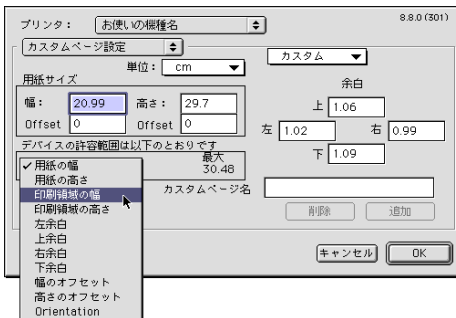 プリンタ： お使いの機種名 8.8.0 (301)
カスタムページ設定
単位： cm
カスタム
用紙サイズ
幅： 20.99 高さ： 29.7
Offset 0 Offset 0
余白
上 1.06
左 1.02 右 0.99
下 1.09
デバイスの許容範囲は以下のとおりです
最大
30.48
✓用紙の幅
用紙の高さ
印刷領域の幅
印刷領域の高さ
左余白
上余白
右余白
下余白
幅のオフセット
高さのオフセット
Orientation
カスタムページ名
削除 追加
キャンセル OK